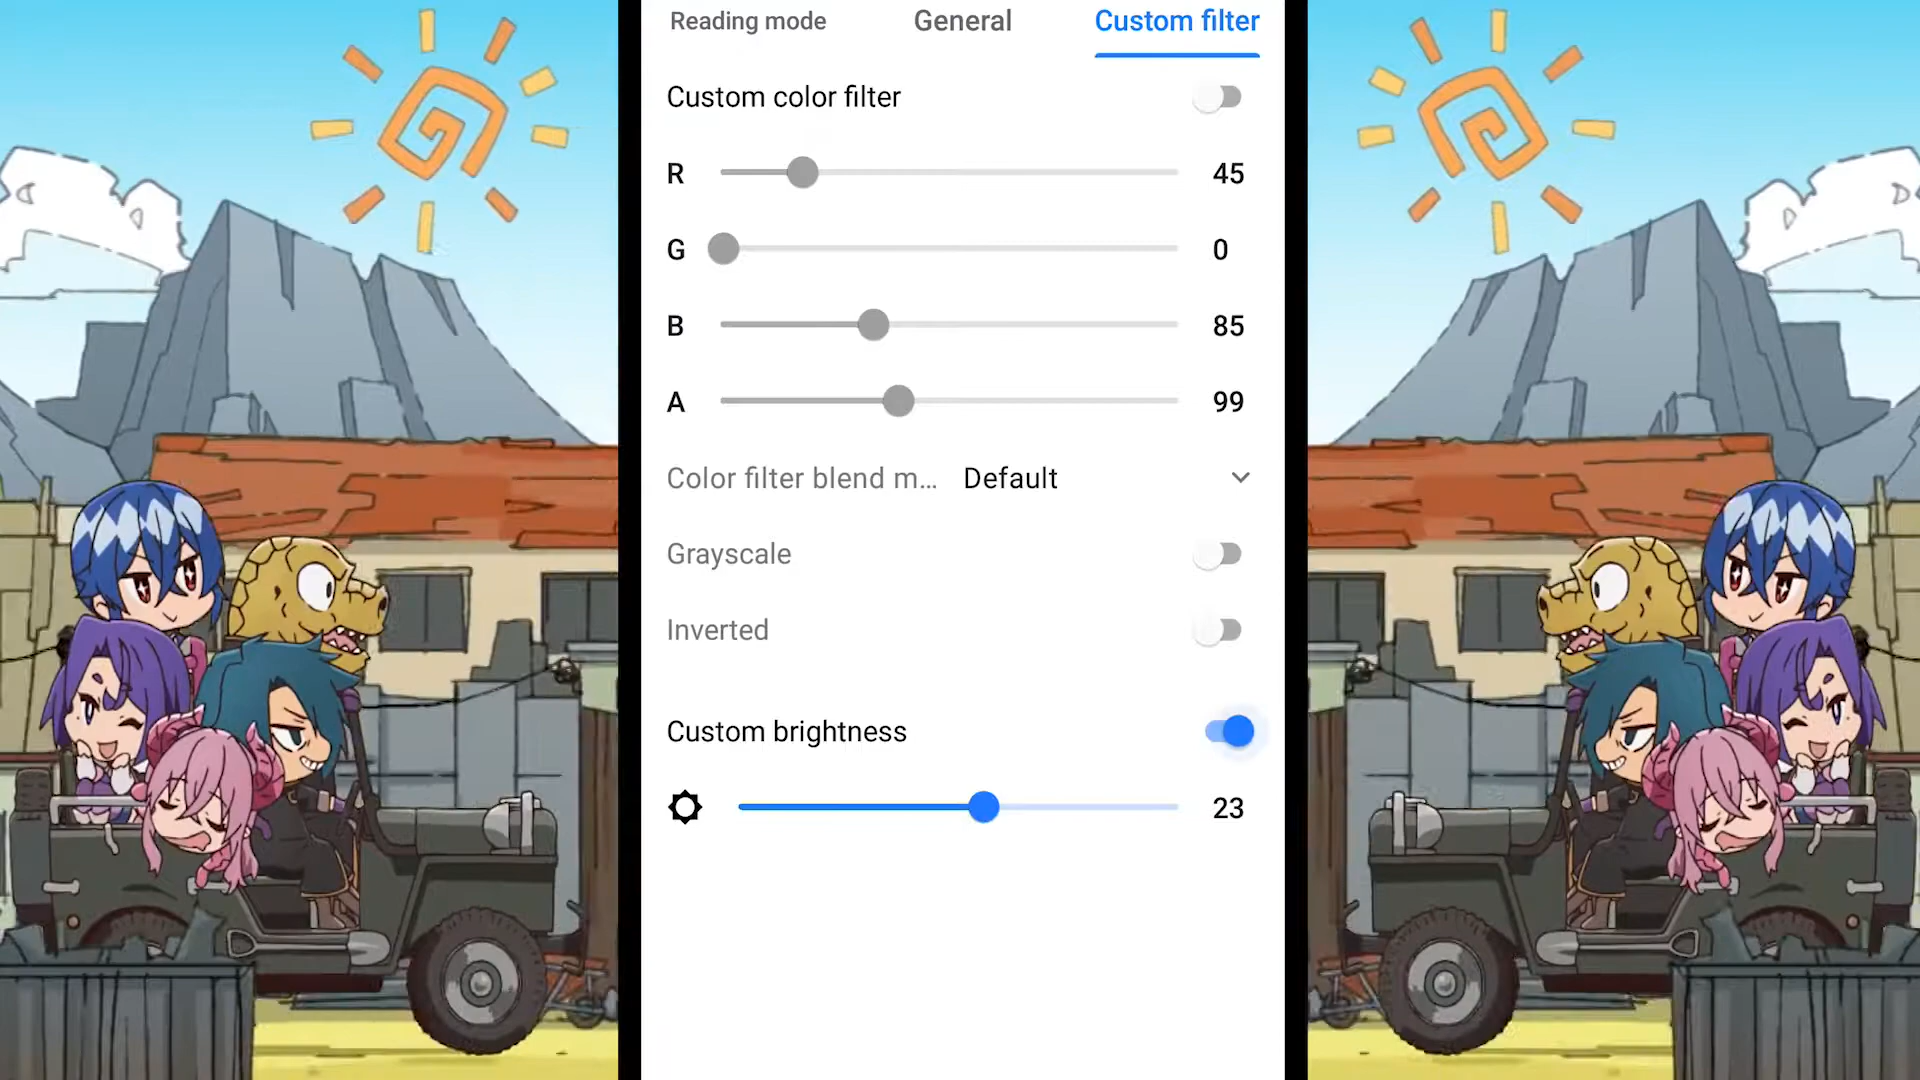 Reading mode General Custom filter
Custom color filter
R 45
G 0
B 85
A 99
Color filter blend m... Default
Grayscale
Inverted
Custom brightness
23